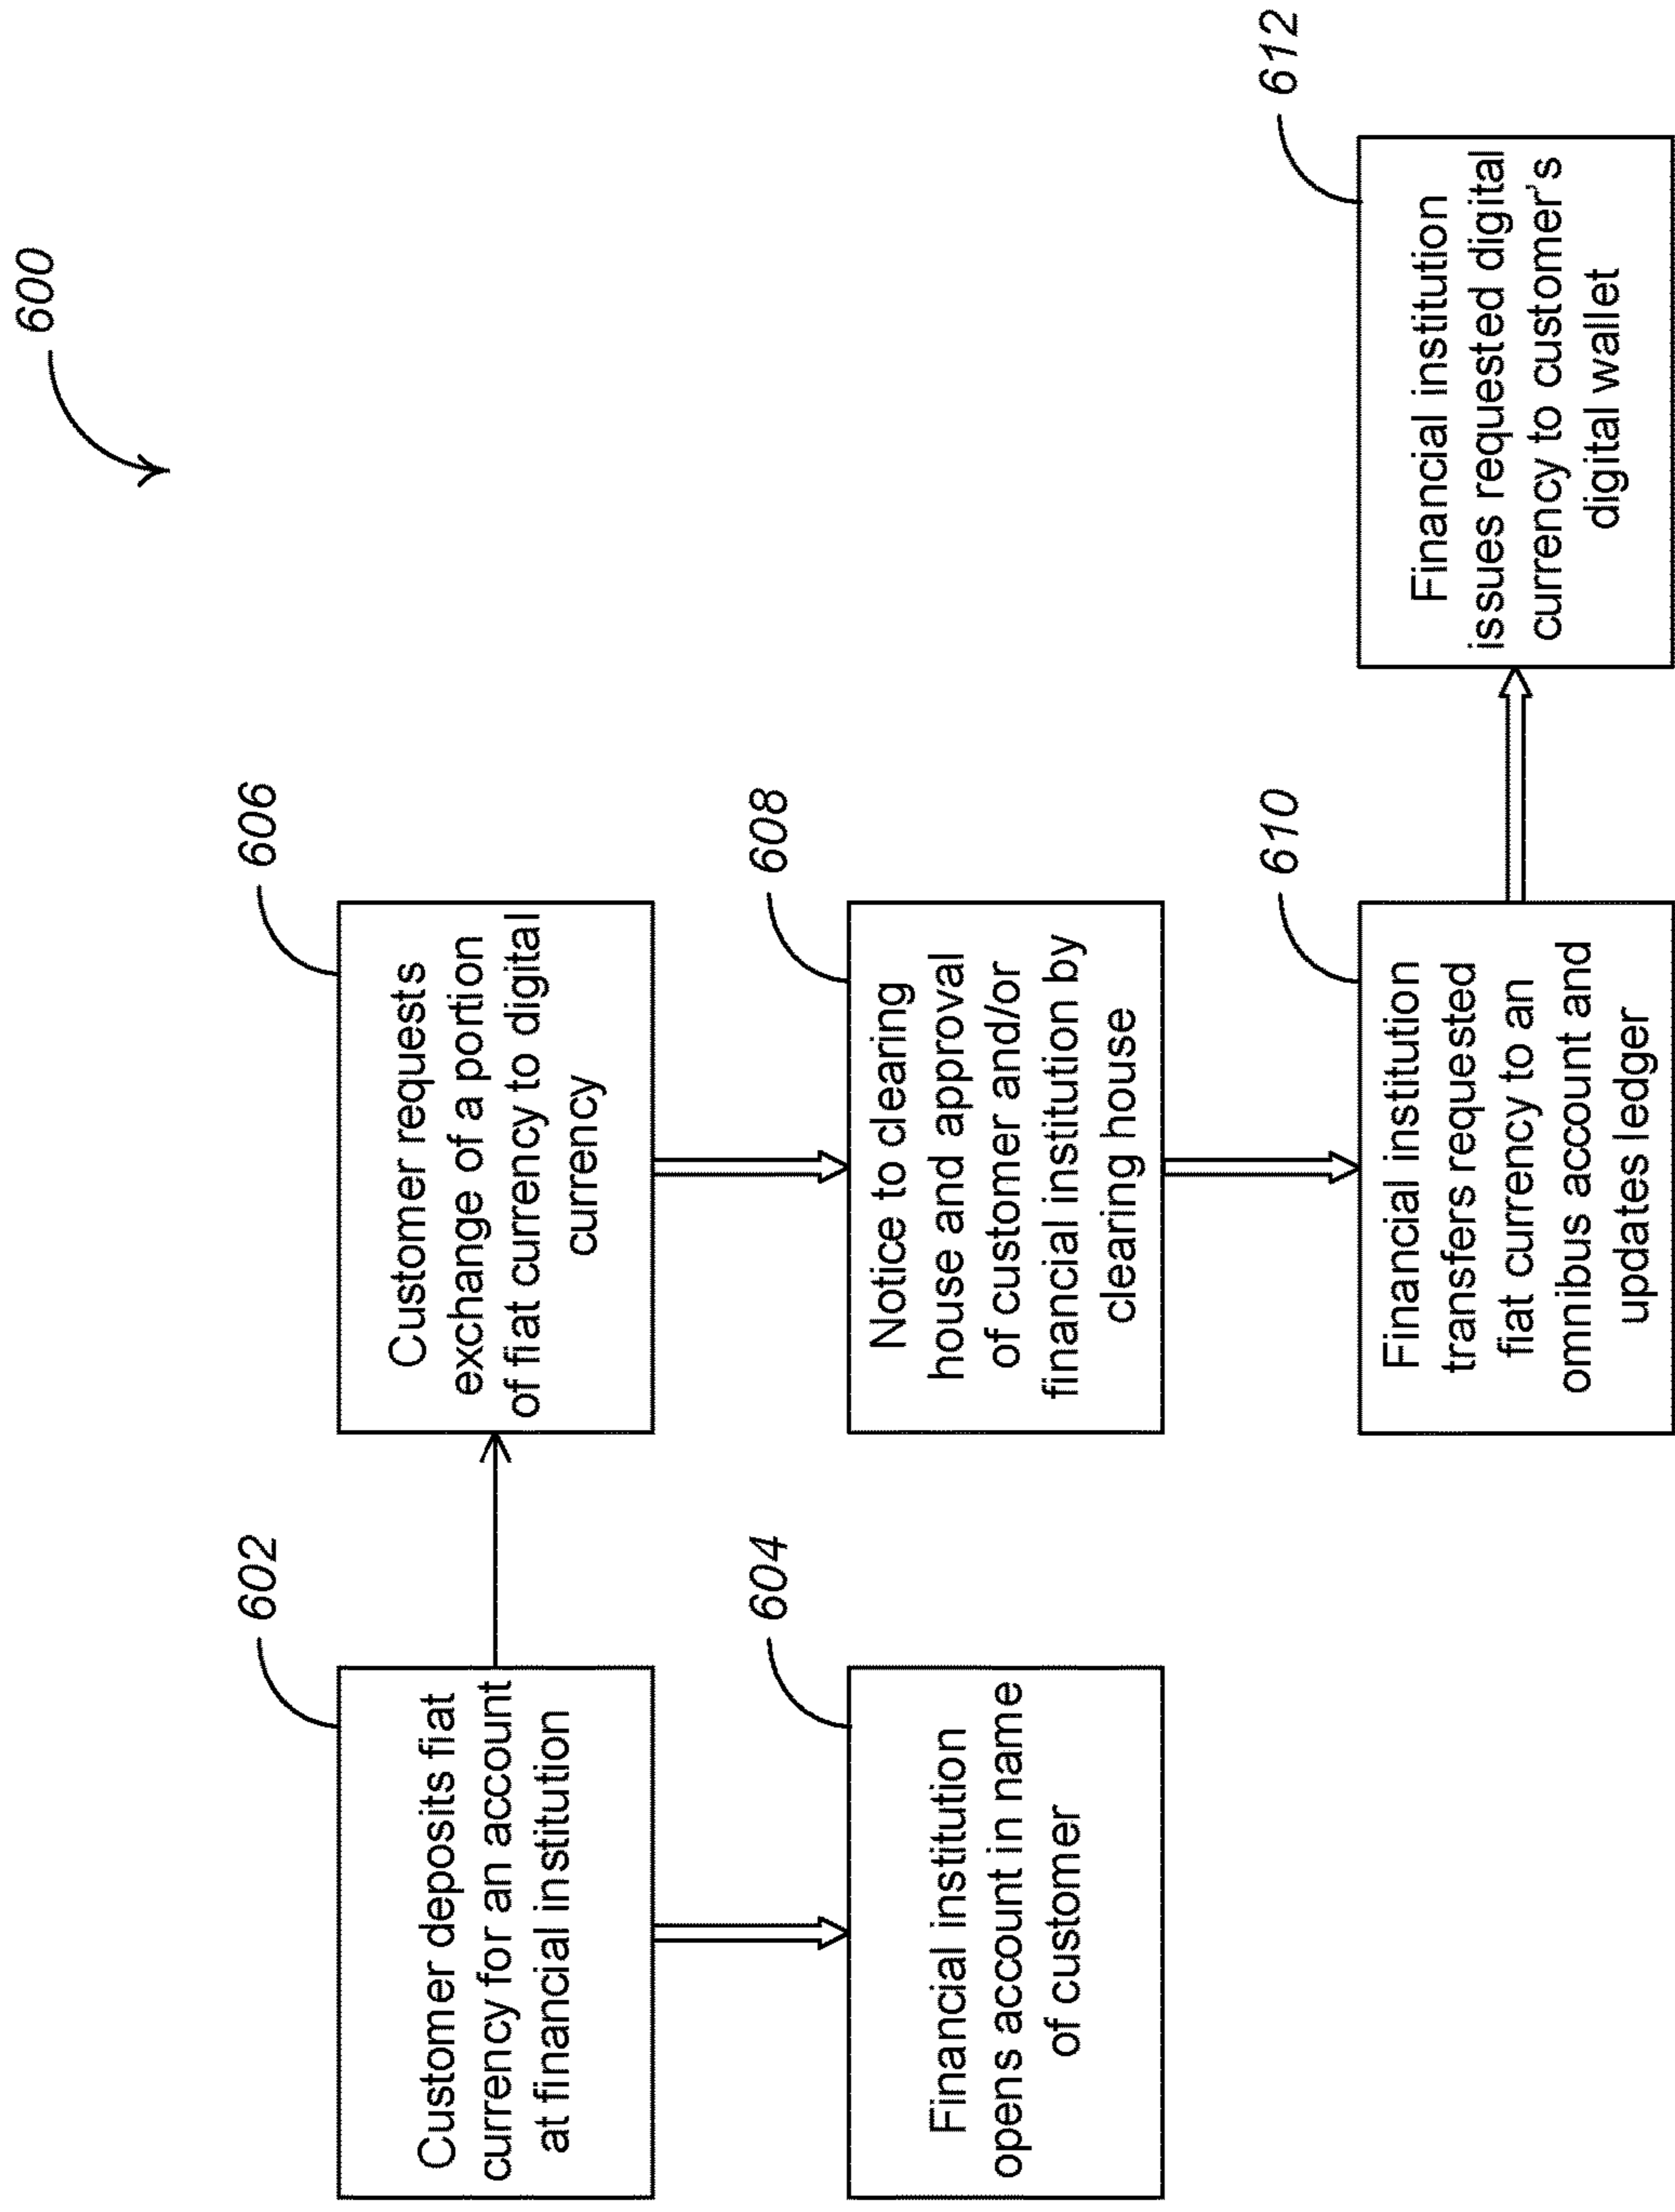 600
602
Customer deposits fiat
currency for an account
at financial institution
604
Financial institution
opens account in name
of customer
606
Customer requests
exchange of a portion
of fiat currency to digital
currency
608
Notice to clearing
house and approval
of customer and/or
financial institution by
clearing house
610
Financial institution
transfers requested
fiat currency to an
omnibus account and
updates ledger
612
Financial institution
issues requested digital
currency to customer's
digital wallet